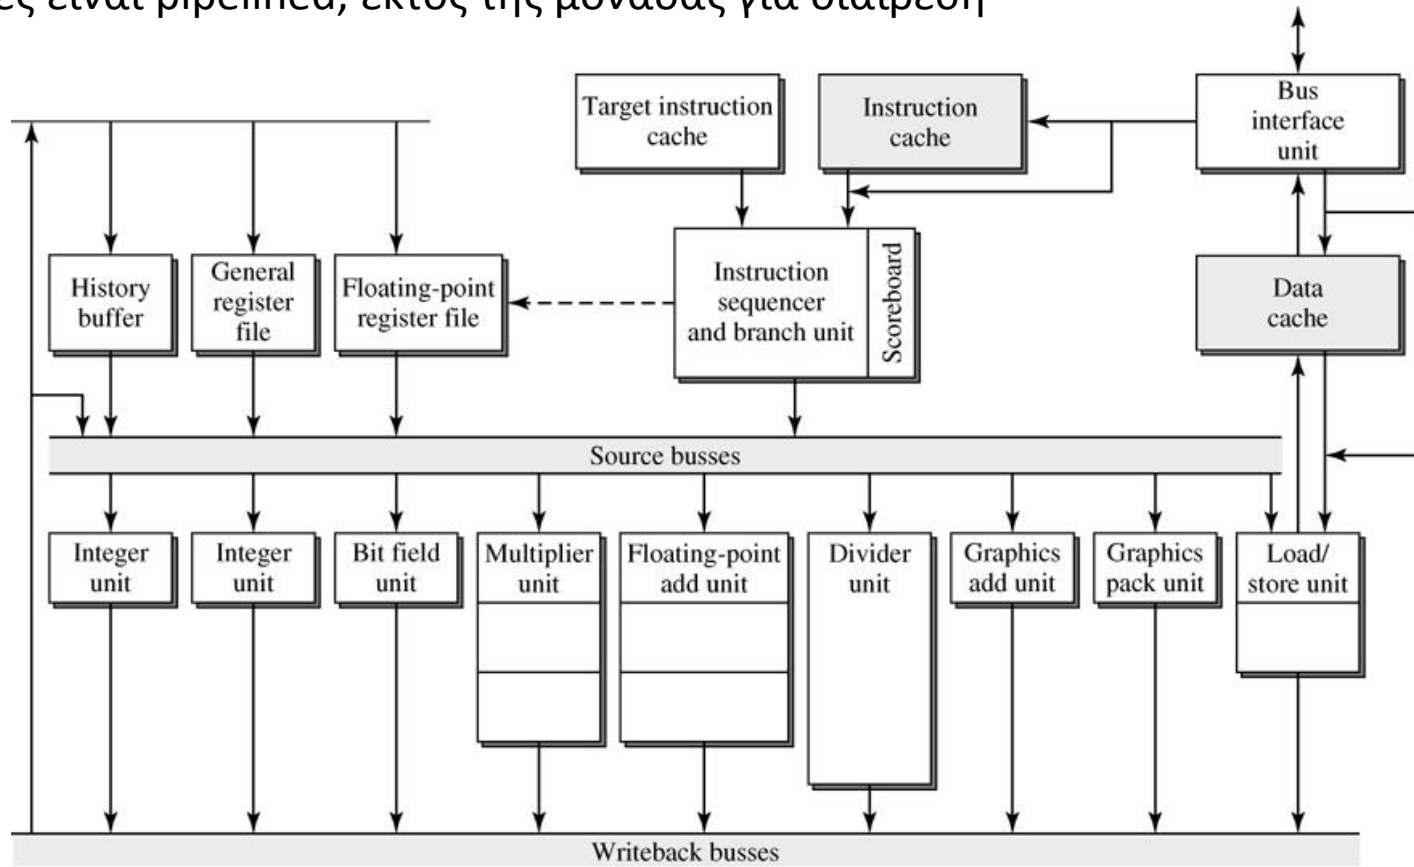 ες είναι pipelined, εκτός της μονάδας για διαίρεση
Target instruction
cache
Instruction
cache
Bus
interface
unit
History
buffer
General
register
file
Floating-point
register file
Instruction
sequencer
and branch unit
Scoreboard
Data
cache
Source busses
Integer
unit
Integer
unit
Bit field
unit
Multiplier
unit
Floating-point
add unit
Divider
unit
Graphics
add unit
Graphics
pack unit
Load/
store unit
Writeback busses